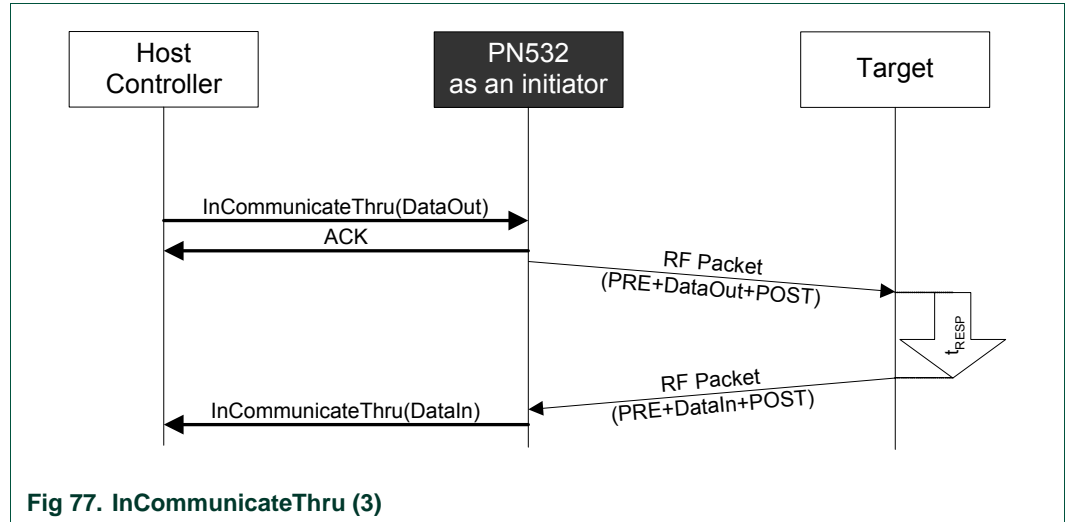 Host
Controller
PN532
as an initiator
Target
InCommunicateThru(DataOut)
ACK
RF Packet
(PRE+DataOut+POST)
tRESP
RF Packet
(PRE+DataIn+POST)
InCommunicateThru(DataIn)
Fig 77. InCommunicateThru (3)